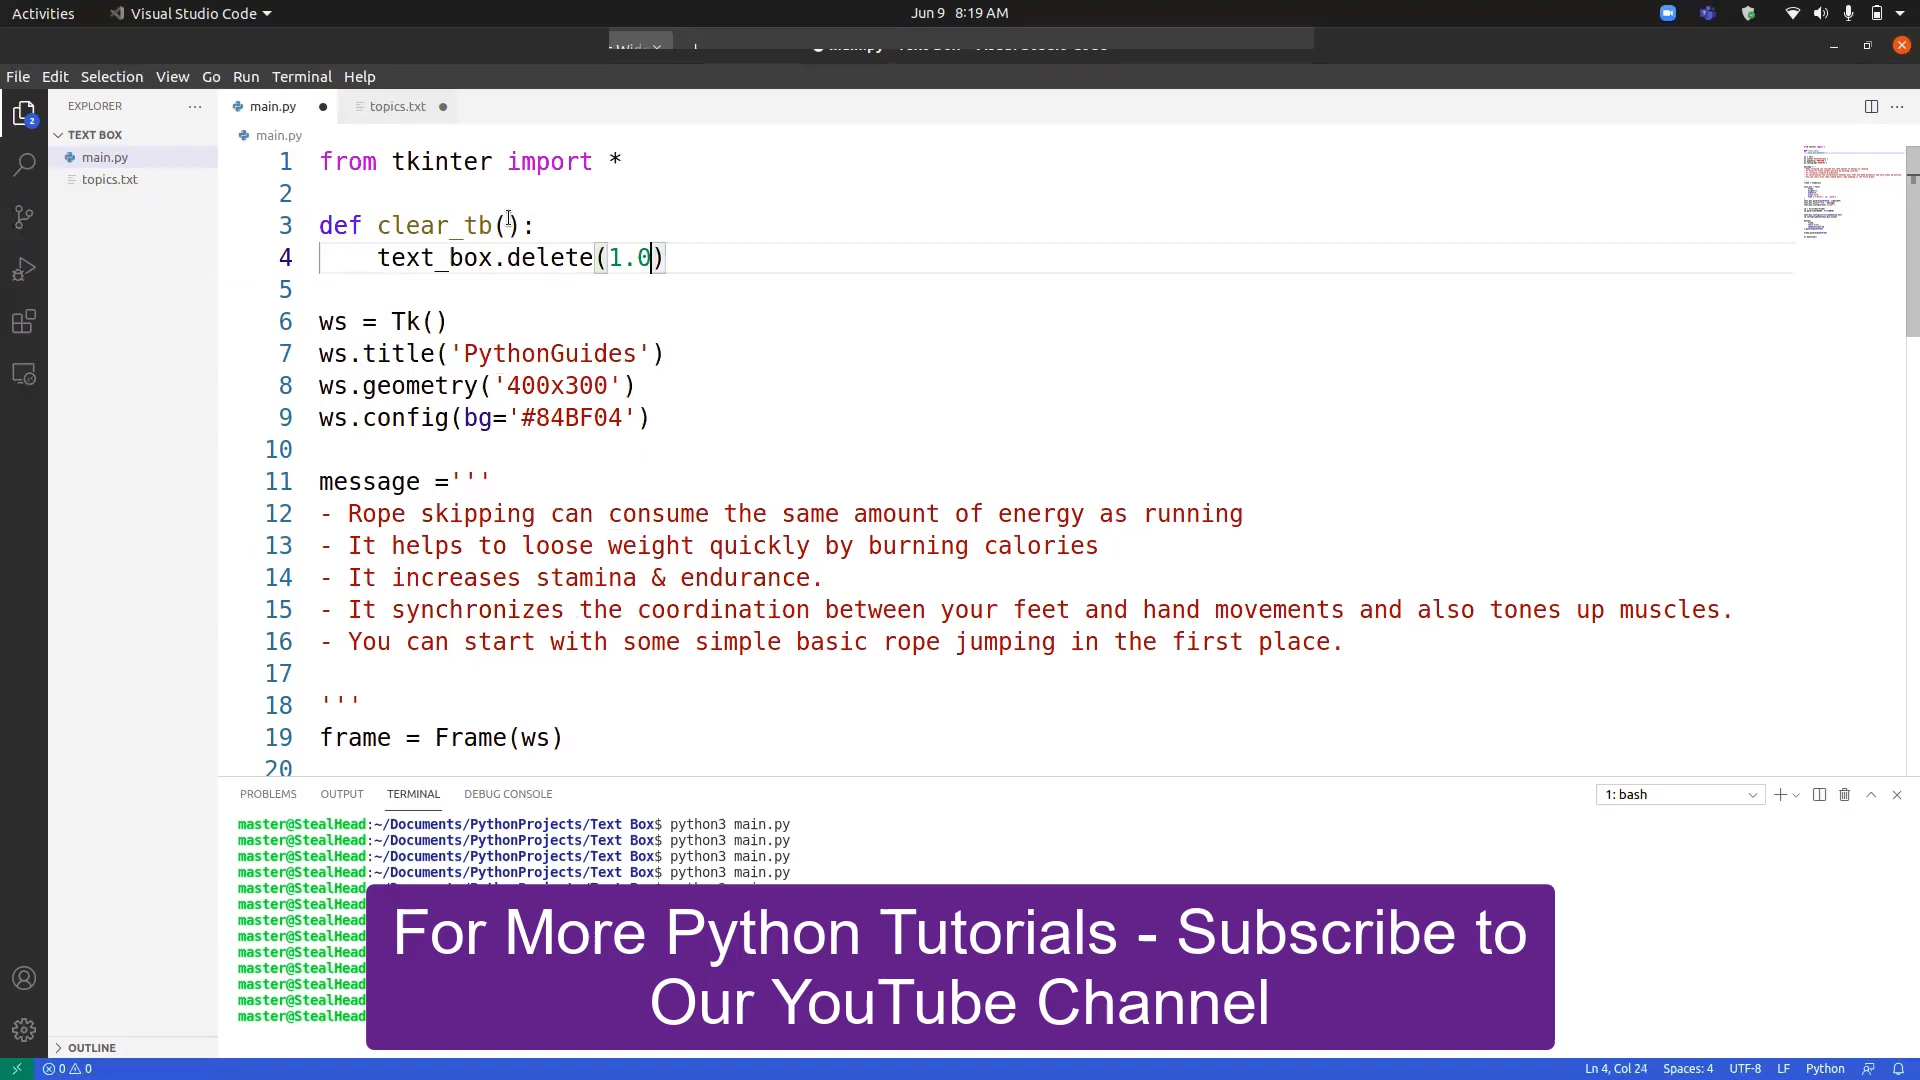 Activities Visual Studio Code Jun 9 8:19 AM
File Edit Selection View Go Run Terminal Help
EXPLORER
main.py topics.txt
TEXT BOX
main.py
main.py
topics.txt
2
1 from tkinter import *
2
3 def clear_tb():
4 text_box.delete(1.0)
5
6 ws = Tk()
7 ws.title('PythonGuides')
8 ws.geometry('400x300')
9 ws.config(bg='#84BF04')
10
11 message ='''
12 - Rope skipping can consume the same amount of energy as running
13 - It helps to loose weight quickly by burning calories
14 - It increases stamina & endurance.
15 - It synchronizes the coordination between your feet and hand movements and also tones up muscles.
16 - You can start with some simple basic rope jumping in the first place.
17
18 '''
19 frame = Frame(ws)
20
PROBLEMS OUTPUT TERMINAL DEBUG CONSOLE 1: bash
master@StealHead:~/Documents/PythonProjects/Text Box$ python3 main.py
master@StealHead:~/Documents/PythonProjects/Text Box$ python3 main.py
master@StealHead:~/Documents/PythonProjects/Text Box$ python3 main.py
master@StealHead:~/Documents/PythonProjects/Text Box$ python3 main.py
master@StealHead
master@StealHead
master@StealHead
master@StealHead
master@StealHead
master@StealHead
master@StealHead
master@StealHead
master@StealHead
For More Python Tutorials - Subscribe to
Our YouTube Channel
OUTLINE
0 0 Ln 4, Col 24 Spaces: 4 UTF-8 LF Python